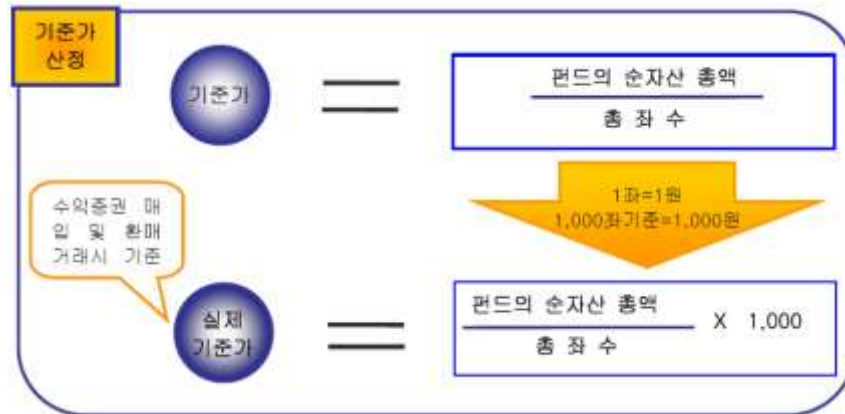 기준가
산정
기준가
펀드의 순자산 총액
총 좌 수
1좌=1원
1,000좌기준=1,000원
수익증권 매
입 및 환매
거래시 기준
실제
기준가
펀드의 순자산 총액
총 좌 수
X 1,000